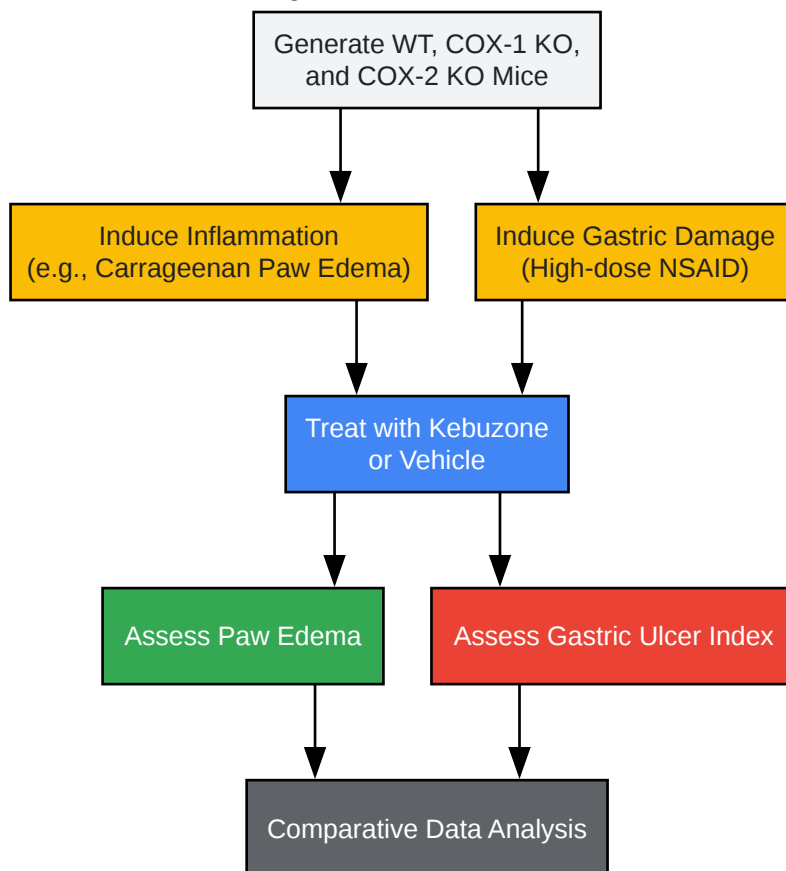 Generate WT, COX-1 KO,
and COX-2 KO Mice
Induce Inflammation
(e.g., Carrageenan Paw Edema)
Induce Gastric Damage
(High-dose NSAID)
Treat with Kebuzone
or Vehicle
Assess Paw Edema
Assess Gastric Ulcer Index
Comparative Data Analysis